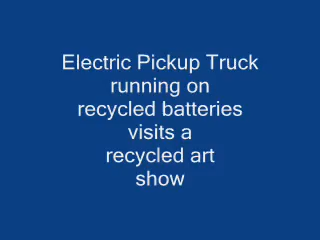 Electric Pickup Truck
running on
recycled batteries
visits a
recycled art
show